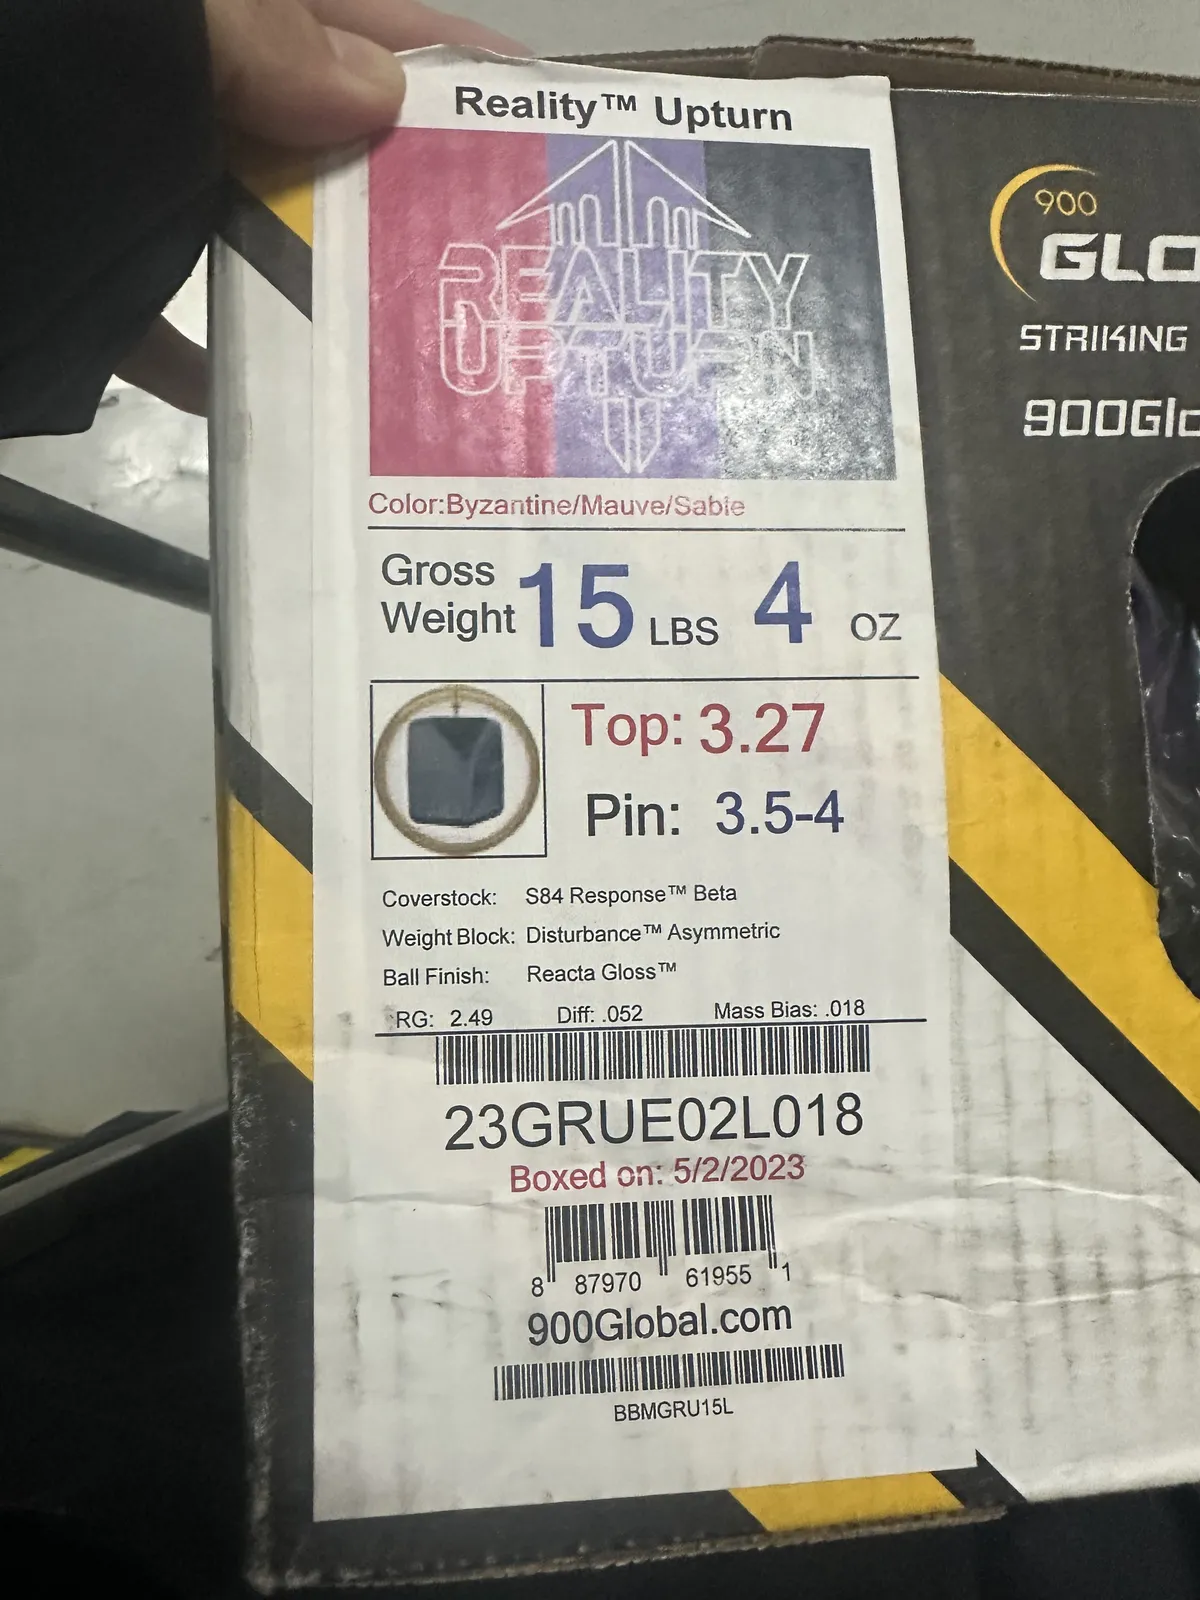 Reality™ Upturn
REALITY
UPTURN
Color:Byzantine/Mauve/Sable
Gross
Weight 15 LBS 4 OZ
Top: 3.27
Pin: 3.5-4
Coverstock: S84 Response™ Beta
Weight Block: Disturbance™ Asymmetric
Ball Finish: Reacta Gloss™
RG: 2.49 Diff: .052 Mass Bias: .018
23GRUE02L018
Boxed on: 5/2/2023
8 87970 61955 1
900Global.com
BBMGRU15L
900
GLO
STRIKING
900Glo